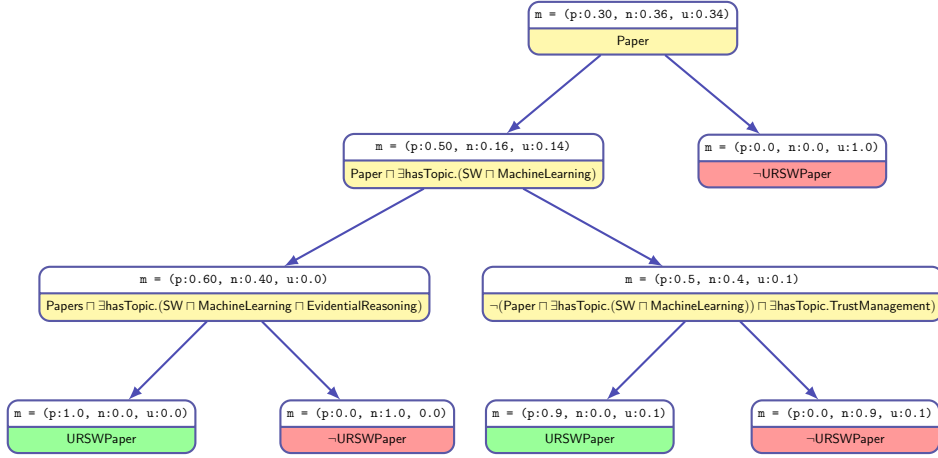 m = (p:0.30, n:0.36, u:0.34)
Paper
m = (p:0.50, n:0.16, u:0.14)
Paper ⊓ ∃hasTopic.(SW ⊓ MachineLearning)
m = (p:0.0, n:0.0, u:1.0)
¬URSWPaper
m = (p:0.60, n:0.40, u:0.0)
Papers ⊓ ∃hasTopic.(SW ⊓ MachineLearning ⊓ EvidentialReasoning)
m = (p:0.5, n:0.4, u:0.1)
¬(Paper ⊓ ∃hasTopic.(SW ⊓ MachineLearning)) ⊓ ∃hasTopic.TrustManagement)
m = (p:1.0, n:0.0, u:0.0)
URSWPaper
m = (p:0.0, n:1.0, 0.0)
¬URSWPaper
m = (p:0.9, n:0.0, u:0.1)
URSWPaper
m = (p:0.0, n:0.9, u:0.1)
¬URSWPaper